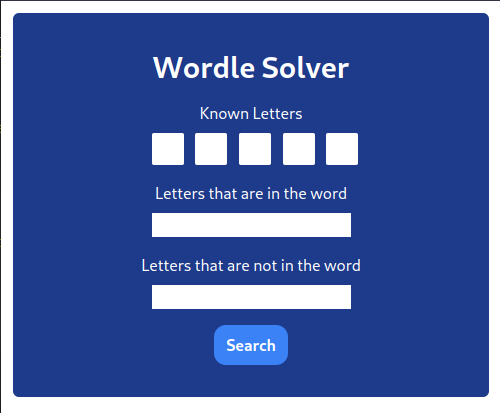 Wordle Solver
Known Letters
Letters that are in the word
Letters that are not in the word
Search